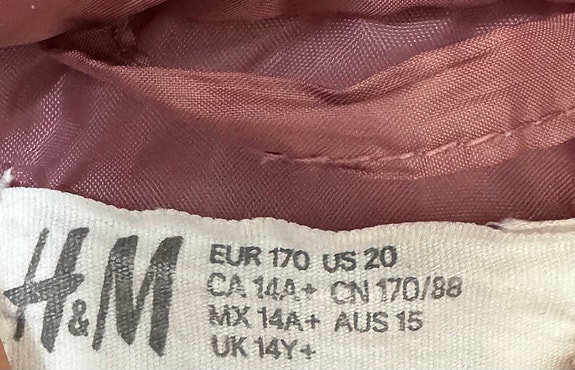 H&M
EUR 170 US 20
CA 14A+ CN 170/88
MX 14A+ AUS 15
UK 14Y+